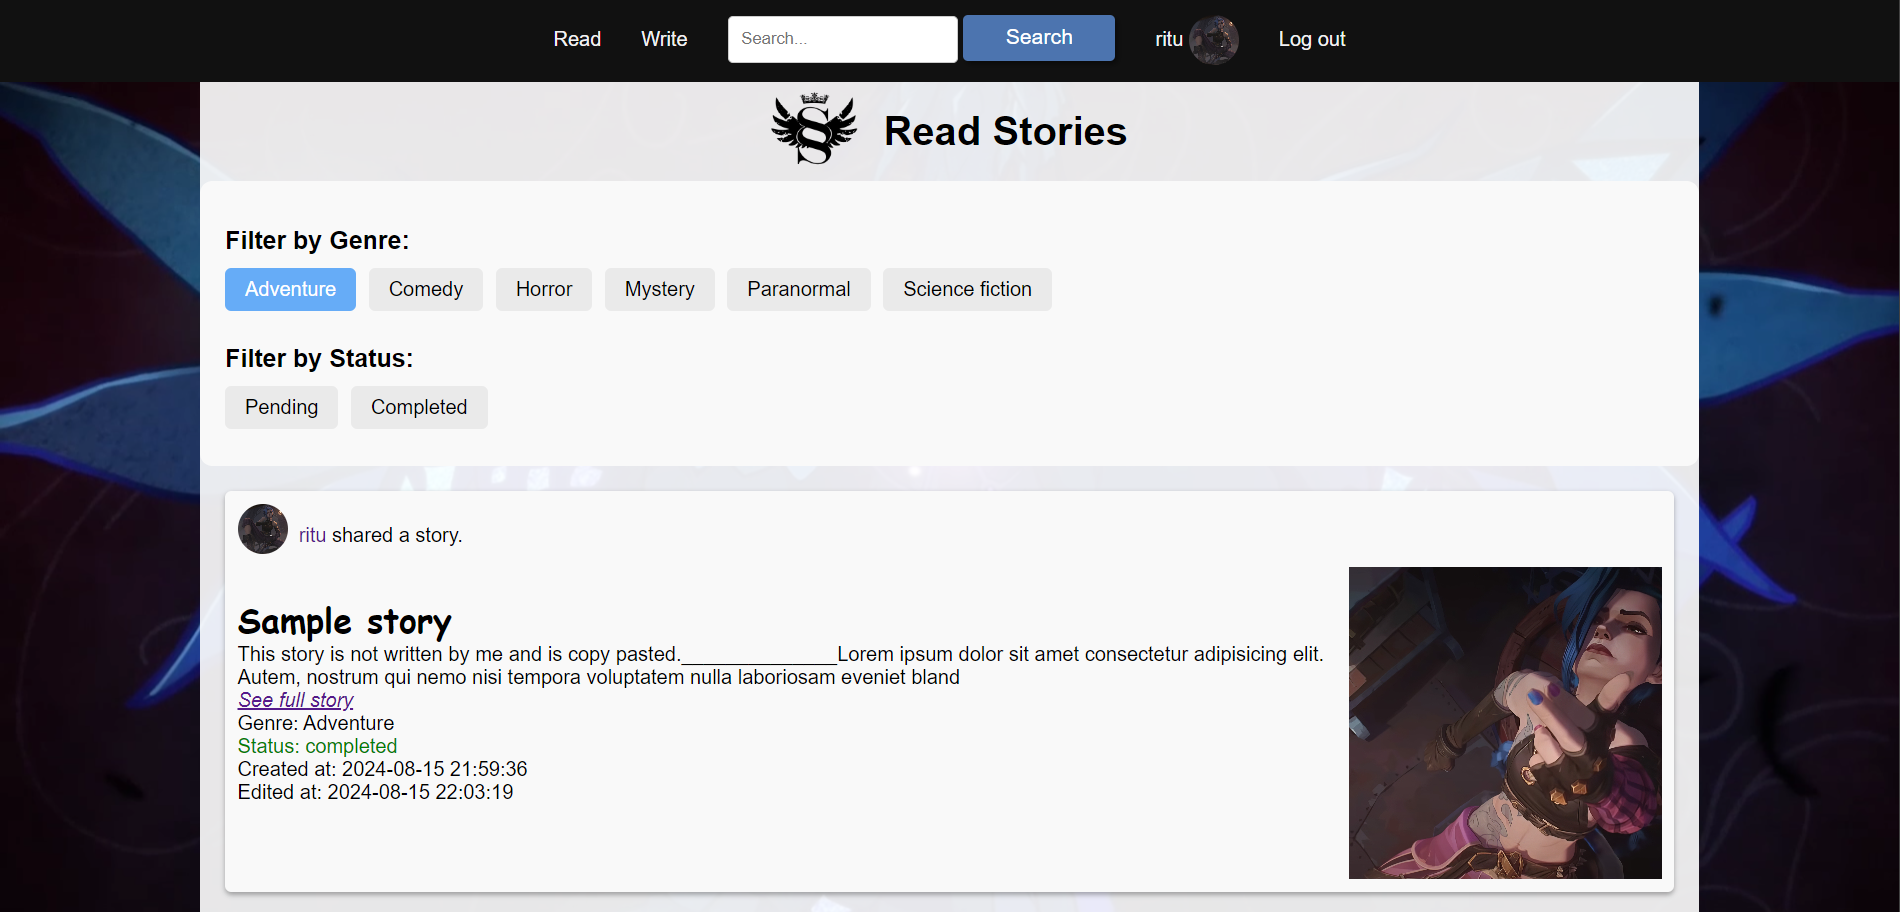 Read Write Search... Search ritu Log out
Read Stories
Filter by Genre:
Adventure Comedy Horror Mystery Paranormal Science fiction
Filter by Status:
Pending Completed
ritu shared a story.
Sample story
This story is not written by me and is copy pasted.______________Lorem ipsum dolor sit amet consectetur adipisicing elit.
Autem, nostrum qui nemo nisi tempora voluptatem nulla laboriosam eveniet bland
See full story
Genre: Adventure
Status: completed
Created at: 2024-08-15 21:59:36
Edited at: 2024-08-15 22:03:19